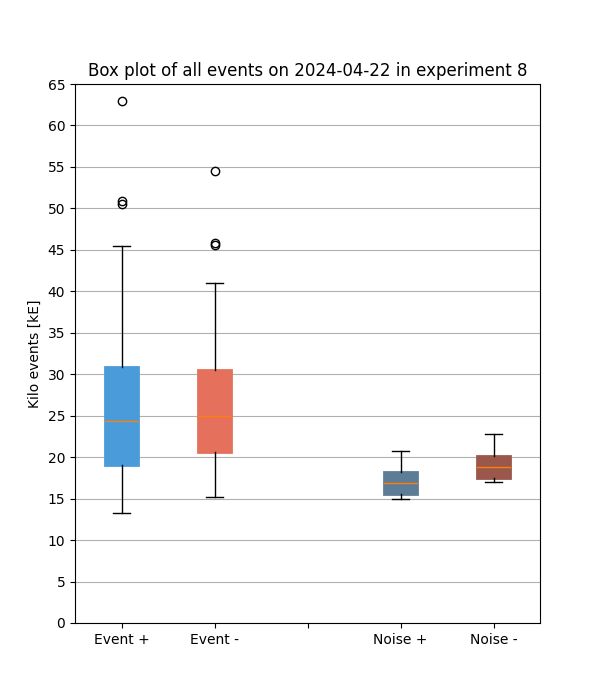 Box plot of all events on 2024-04-22 in experiment 8
65
60
55
50
45
40
35
30
25
20
15
10
5
0
Kilo events [kE]
Event +
Event -
Noise +
Noise -